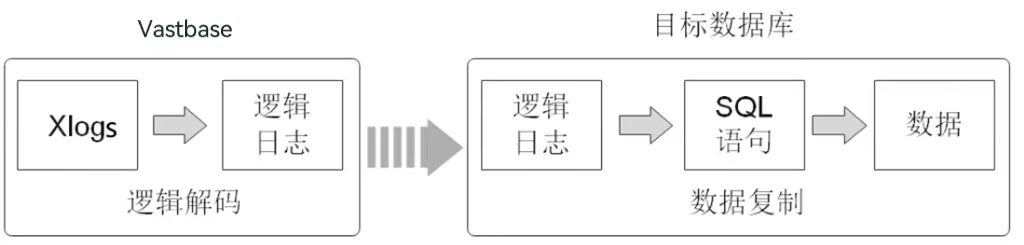 Vastbase
Xlogs
逻辑
日志
逻辑解码
目标数据库
逻辑
日志
SQL
语句
数据
数据复制